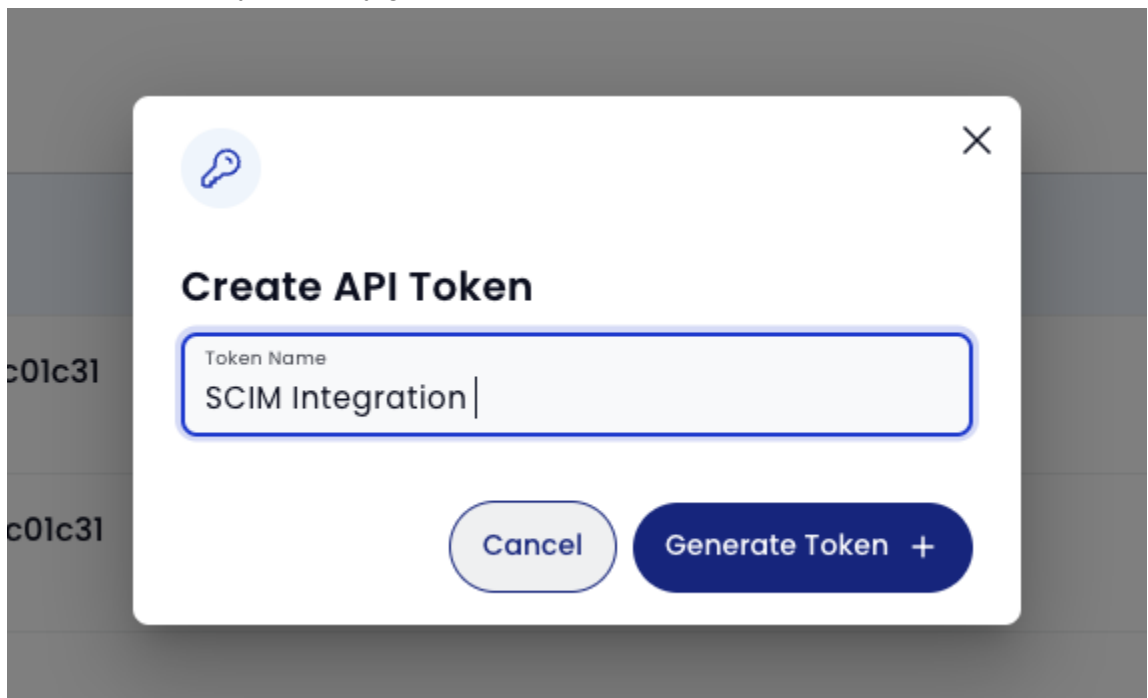 Create API Token
Token Name
SCIM Integration
c01c31
c01c31
Cancel
Generate Token +